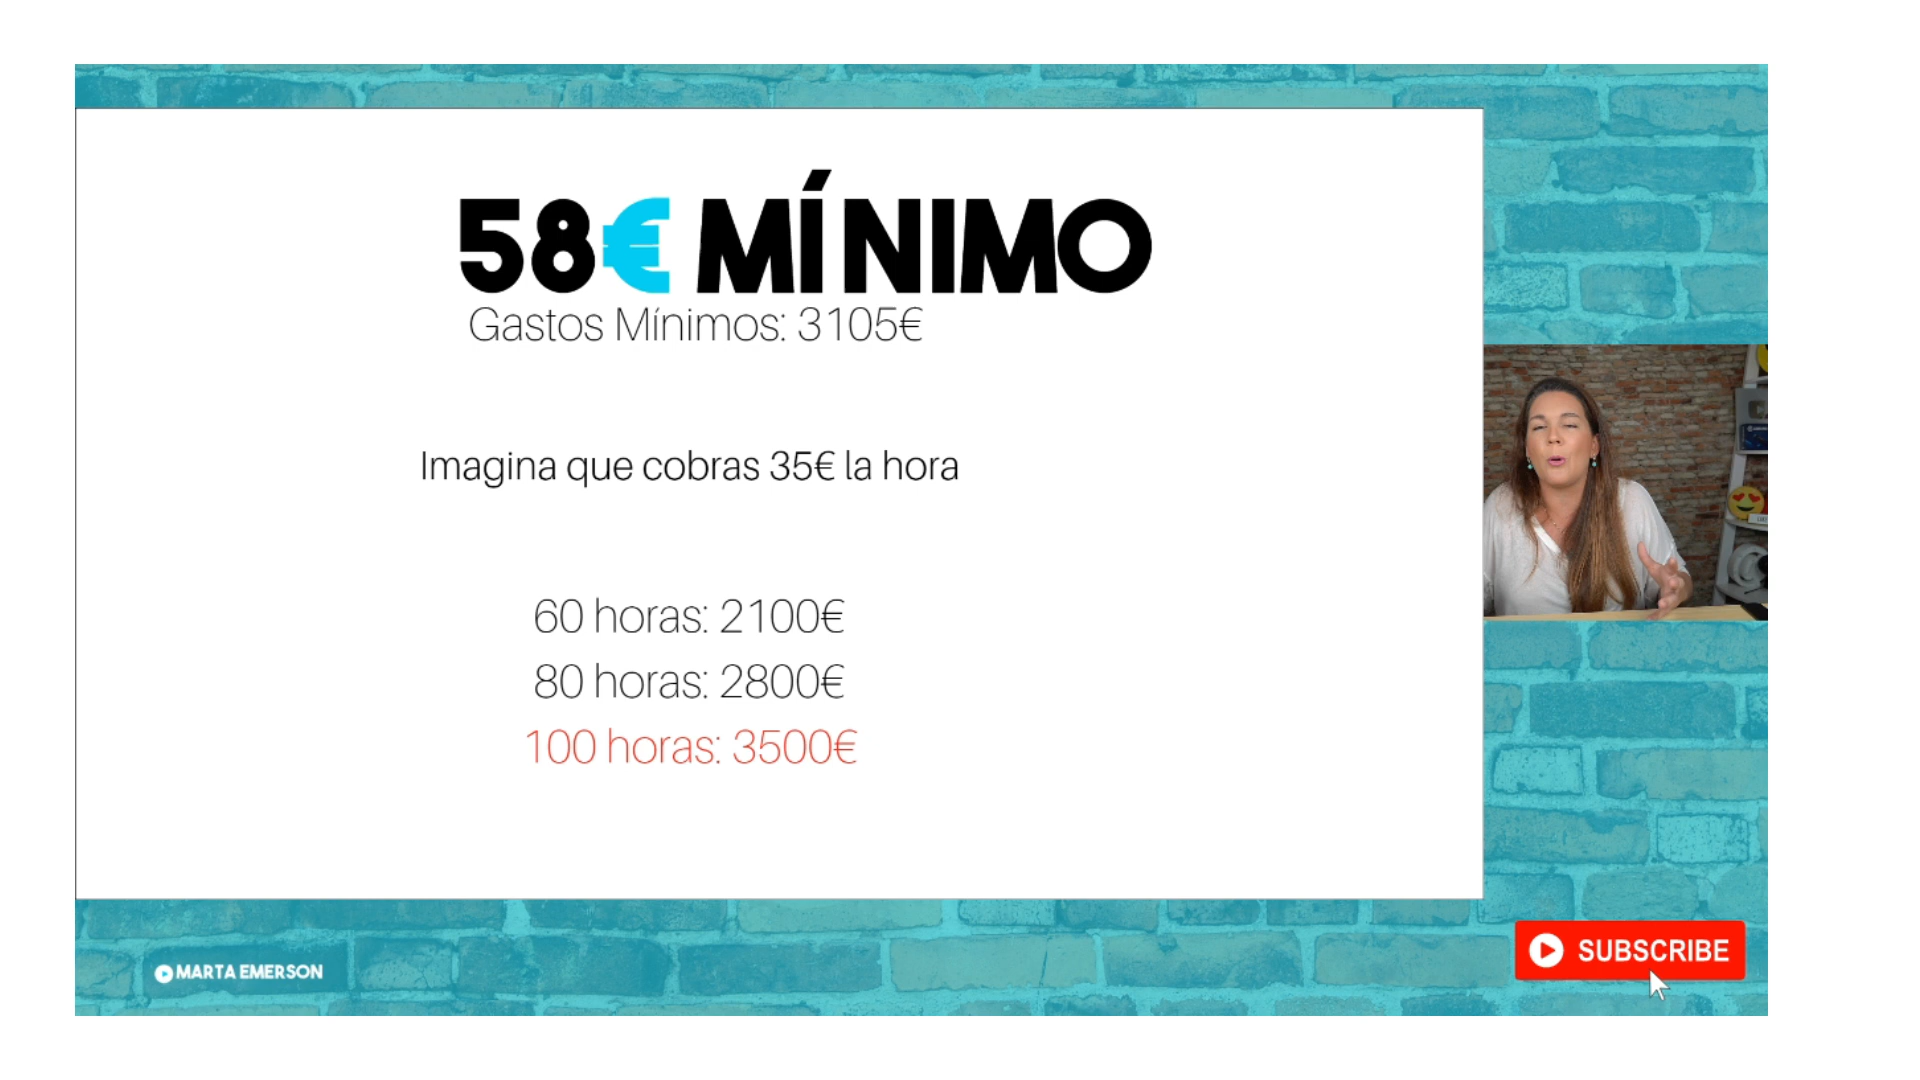 58€ MÍNIMO
Gastos Mínimos: 3105€
Imagina que cobras 35€ la hora
60 horas: 2100€
80 horas: 2800€
100 horas: 3500€
MARTA EMERSON
SUBSCRIBE